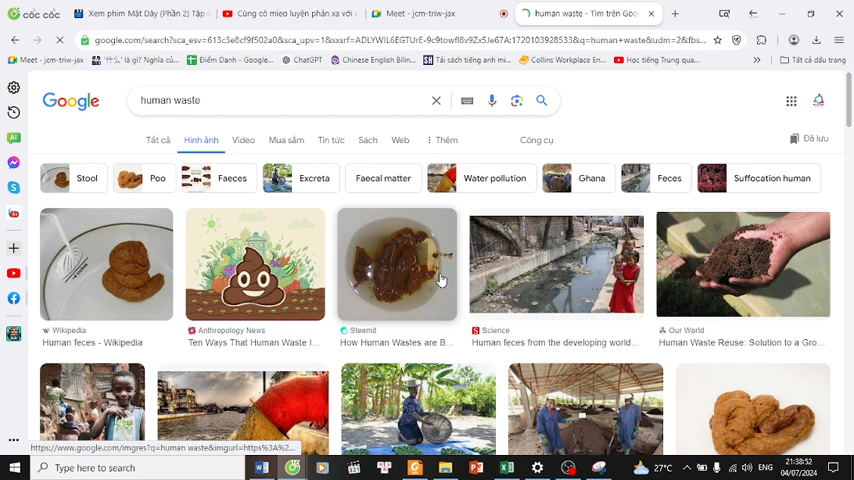 cốc cốc
Xem phim Mặt Dày (Phần 2) Tập
Cùng cô mieo luyện phản xạ với c
Meet - jcm-triw-jax
human waste - Tìm trên Goo
google.com/search?sca_esv=613c3e8cf9f502a0&sca_upv=1&sxsrf=ADLYWIL6EGTUrE-9c9towfI8v9Zx5Je67A:1720103928533&q=human+waste&udm=2&fbs...
Meet - jcm-triw-jax
"什么" là gì? Nghĩa củ...
Điểm Danh - Google...
ChatGPT
Chinese English Bilin...
Tải sách tiếng anh mi...
Collins Workplace En...
Học tiếng Trung qua...
Tất cả dấu trang
Google
human waste
Tất cả
Hình ảnh
Video
Mua sắm
Tin tức
Sách
Web
Thêm
Công cụ
Đã lưu
Stool
Poo
Faeces
Excreta
Faecal matter
Water pollution
Ghana
Feces
Suffocation human
Wikipedia
Human feces - Wikipedia
Anthropology News
Ten Ways That Human Waste I...
Steemit
How Human Wastes are B...
Science
Human feces from the developing world...
Our World
Human Waste Reuse: Solution to a Gro...
https://www.google.com/imgres?q=human waste&imgurl=https%3A%2...
Type here to search
27°C
ENG
21:38:52
04/07/2024